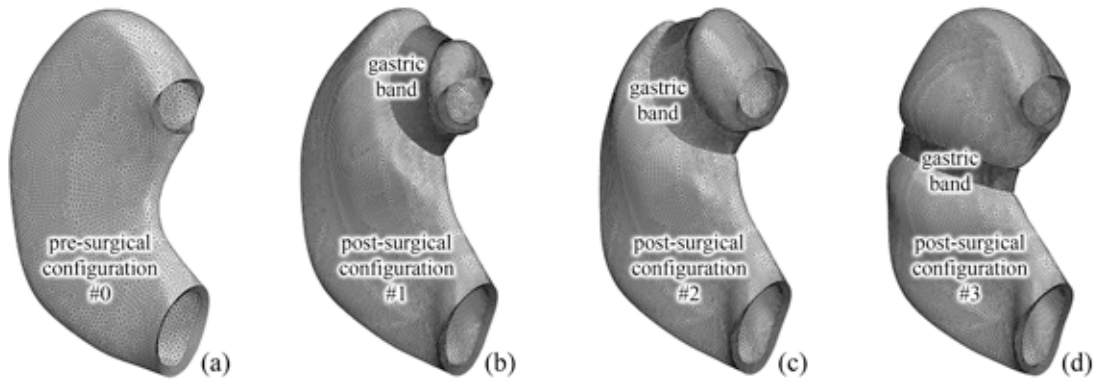 pre-surgical
configuration
#0
(a)
gastric
band
post-surgical
configuration
#1
(b)
gastric
band
post-surgical
configuration
#2
(c)
gastric
band
post-surgical
configuration
#3
(d)